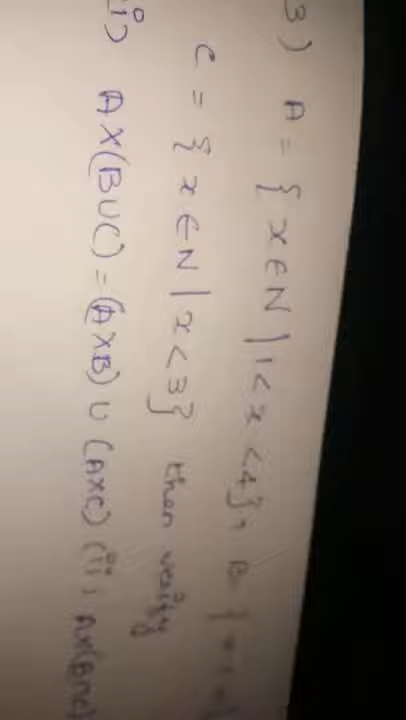 3) A = { x ∈ N | 1 < x < 4 }, B = {
C = { x ∈ N | x < 3 } then verify
(i) A×(B∪C) = (A×B) ∪ (A×C) (ii) A×(B∩C)